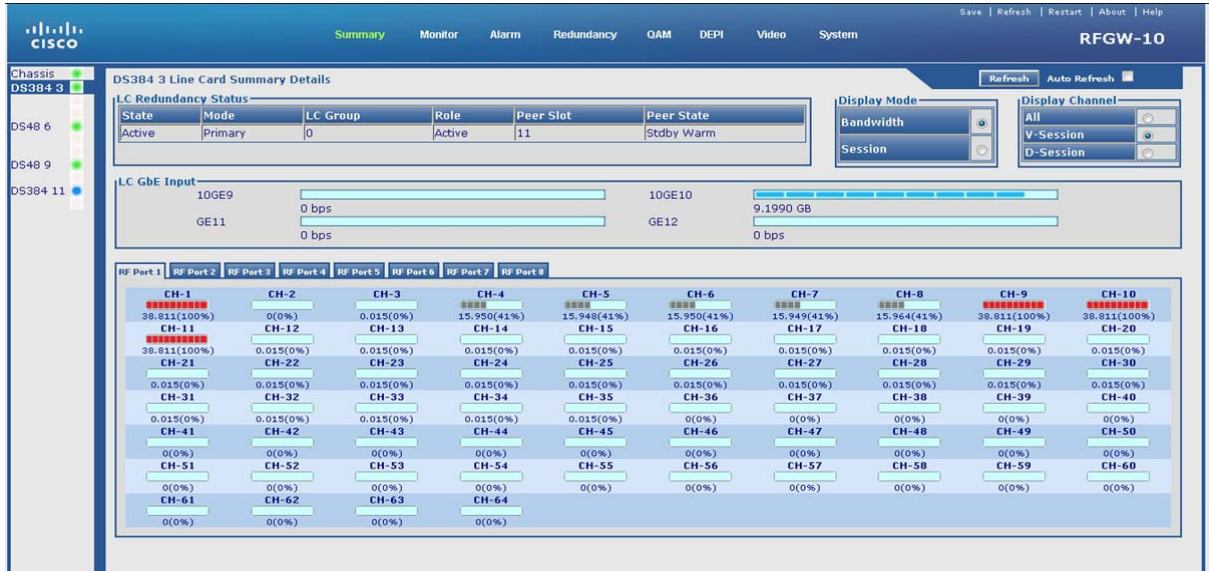 Save | Refresh | Restart | About | Help
CISCO
Summary Monitor Alarm Redundancy QAM DEPI Video System
RFGW-10
Chassis
DS384 3
DS48 6
DS48 9
DS384 11
DS384 3 Line Card Summary Details
Refresh Auto Refresh
LC Redundancy Status
State Mode LC Group Role Peer Slot Peer State
Active Primary 0 Active 11 Stdby Warm
Display Mode
Bandwidth
Session
Display Channel
All
V-Session
D-Session
LC GbE Input
10GE9 10GE10
0 bps 9.1990 GB
GE11 GE12
0 bps 0 bps
RF Port 1 RF Port 2 RF Port 3 RF Port 4 RF Port 5 RF Port 6 RF Port 7 RF Port 8
CH-1 CH-2 CH-3 CH-4 CH-5 CH-6 CH-7 CH-8 CH-9 CH-10
38.811(100%) 0(0%) 0.015(0%) 15.950(41%) 15.948(41%) 15.950(41%) 15.949(41%) 15.964(41%) 38.811(100%) 38.811(100%)
CH-11 CH-12 CH-13 CH-14 CH-15 CH-16 CH-17 CH-18 CH-19 CH-20
38.811(100%) 0.015(0%) 0.015(0%) 0.015(0%) 0.015(0%) 0.015(0%) 0.015(0%) 0.015(0%) 0.015(0%) 0.015(0%)
CH-21 CH-22 CH-23 CH-24 CH-25 CH-26 CH-27 CH-28 CH-29 CH-30
0.015(0%) 0.015(0%) 0.015(0%) 0.015(0%) 0.015(0%) 0.015(0%) 0.015(0%) 0.015(0%) 0.015(0%) 0.015(0%)
CH-31 CH-32 CH-33 CH-34 CH-35 CH-36 CH-37 CH-38 CH-39 CH-40
0.015(0%) 0.015(0%) 0.015(0%) 0.015(0%) 0.015(0%) 0(0%) 0(0%) 0(0%) 0(0%) 0(0%)
CH-41 CH-42 CH-43 CH-44 CH-45 CH-46 CH-47 CH-48 CH-49 CH-50
0(0%) 0(0%) 0(0%) 0(0%) 0(0%) 0(0%) 0(0%) 0(0%) 0(0%) 0(0%)
CH-51 CH-52 CH-53 CH-54 CH-55 CH-56 CH-57 CH-58 CH-59 CH-60
0(0%) 0(0%) 0(0%) 0(0%) 0(0%) 0(0%) 0(0%) 0(0%) 0(0%) 0(0%)
CH-61 CH-62 CH-63 CH-64
0(0%) 0(0%) 0(0%) 0(0%)